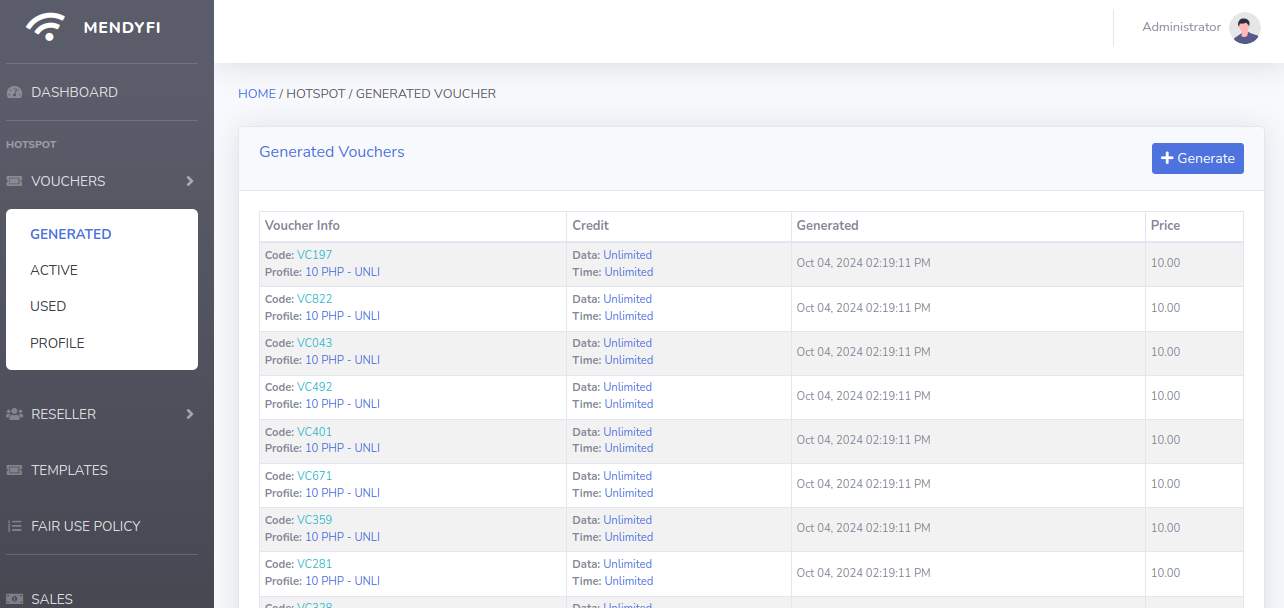 MENDYFI
Administrator
DASHBOARD
HOTSPOT
VOUCHERS
GENERATED
ACTIVE
USED
PROFILE
RESELLER
TEMPLATES
FAIR USE POLICY
SALES
HOME / HOTSPOT / GENERATED VOUCHER
Generated Vouchers
+ Generate
Voucher Info Credit Generated Price
Code: VC197 Data: Unlimited
Profile: 10 PHP - UNLI Time: Unlimited Oct 04, 2024 02:19:11 PM 10.00
Code: VC822 Data: Unlimited
Profile: 10 PHP - UNLI Time: Unlimited Oct 04, 2024 02:19:11 PM 10.00
Code: VC043 Data: Unlimited
Profile: 10 PHP - UNLI Time: Unlimited Oct 04, 2024 02:19:11 PM 10.00
Code: VC492 Data: Unlimited
Profile: 10 PHP - UNLI Time: Unlimited Oct 04, 2024 02:19:11 PM 10.00
Code: VC401 Data: Unlimited
Profile: 10 PHP - UNLI Time: Unlimited Oct 04, 2024 02:19:11 PM 10.00
Code: VC671 Data: Unlimited
Profile: 10 PHP - UNLI Time: Unlimited Oct 04, 2024 02:19:11 PM 10.00
Code: VC359 Data: Unlimited
Profile: 10 PHP - UNLI Time: Unlimited Oct 04, 2024 02:19:11 PM 10.00
Code: VC281 Data: Unlimited
Profile: 10 PHP - UNLI Time: Unlimited Oct 04, 2024 02:19:11 PM 10.00
Code: Data: Unlimited